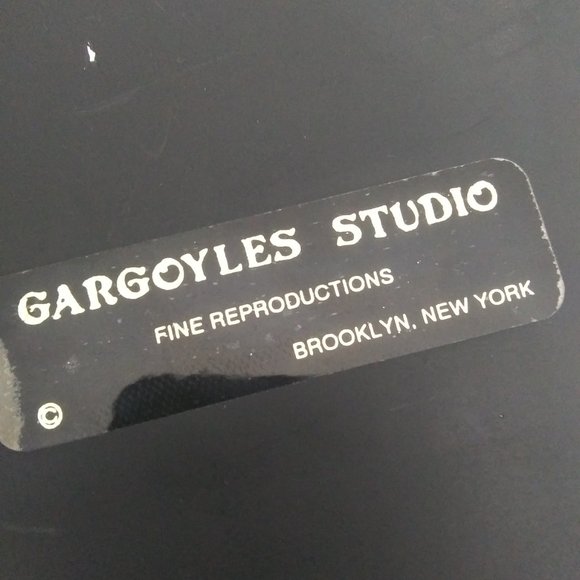 GARGOYLES STUDIO
FINE REPRODUCTIONS
BROOKLYN, NEW YORK
©